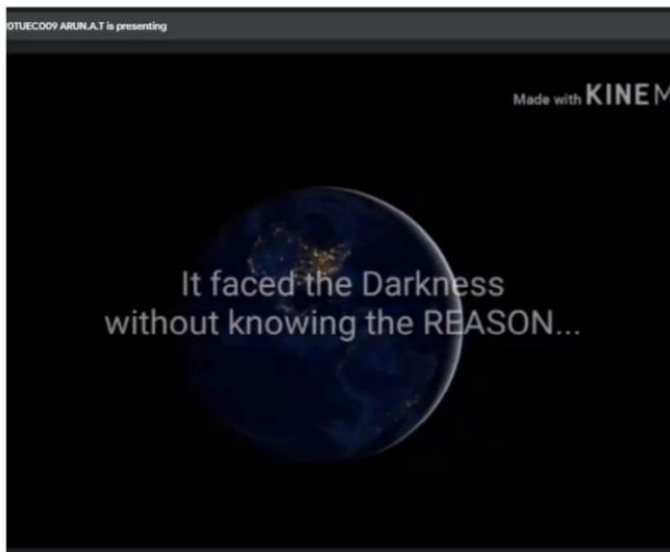 0TUEC009 ARUN.A.T is presenting
Made with KINEM
It faced the Darkness
without knowing the REASON...